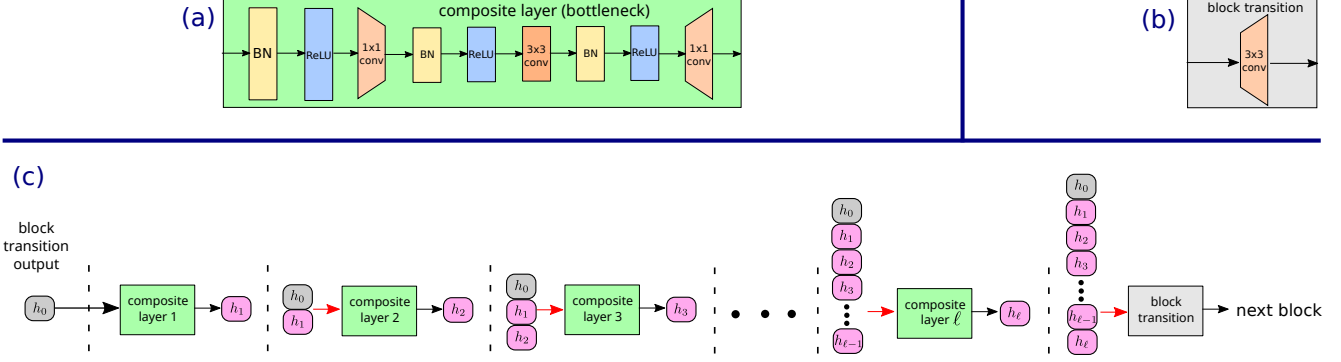 (a)
composite layer (bottleneck)
BN
ReLU
1x1
conv
BN
ReLU
3x3
conv
BN
ReLU
1x1
conv
(b)
block transition
3x3
conv
(c)
block
transition
output
h₀
composite
layer 1
h₁
h₀
h₁
composite
layer 2
h₂
h₀
h₁
h₂
composite
layer 3
h₃
h₀
h₁
h₂
h₃
hℓ₋₁
composite
layer ℓ
hℓ
h₀
h₁
h₂
h₃
hℓ₋₁
hℓ
block
transition
next block